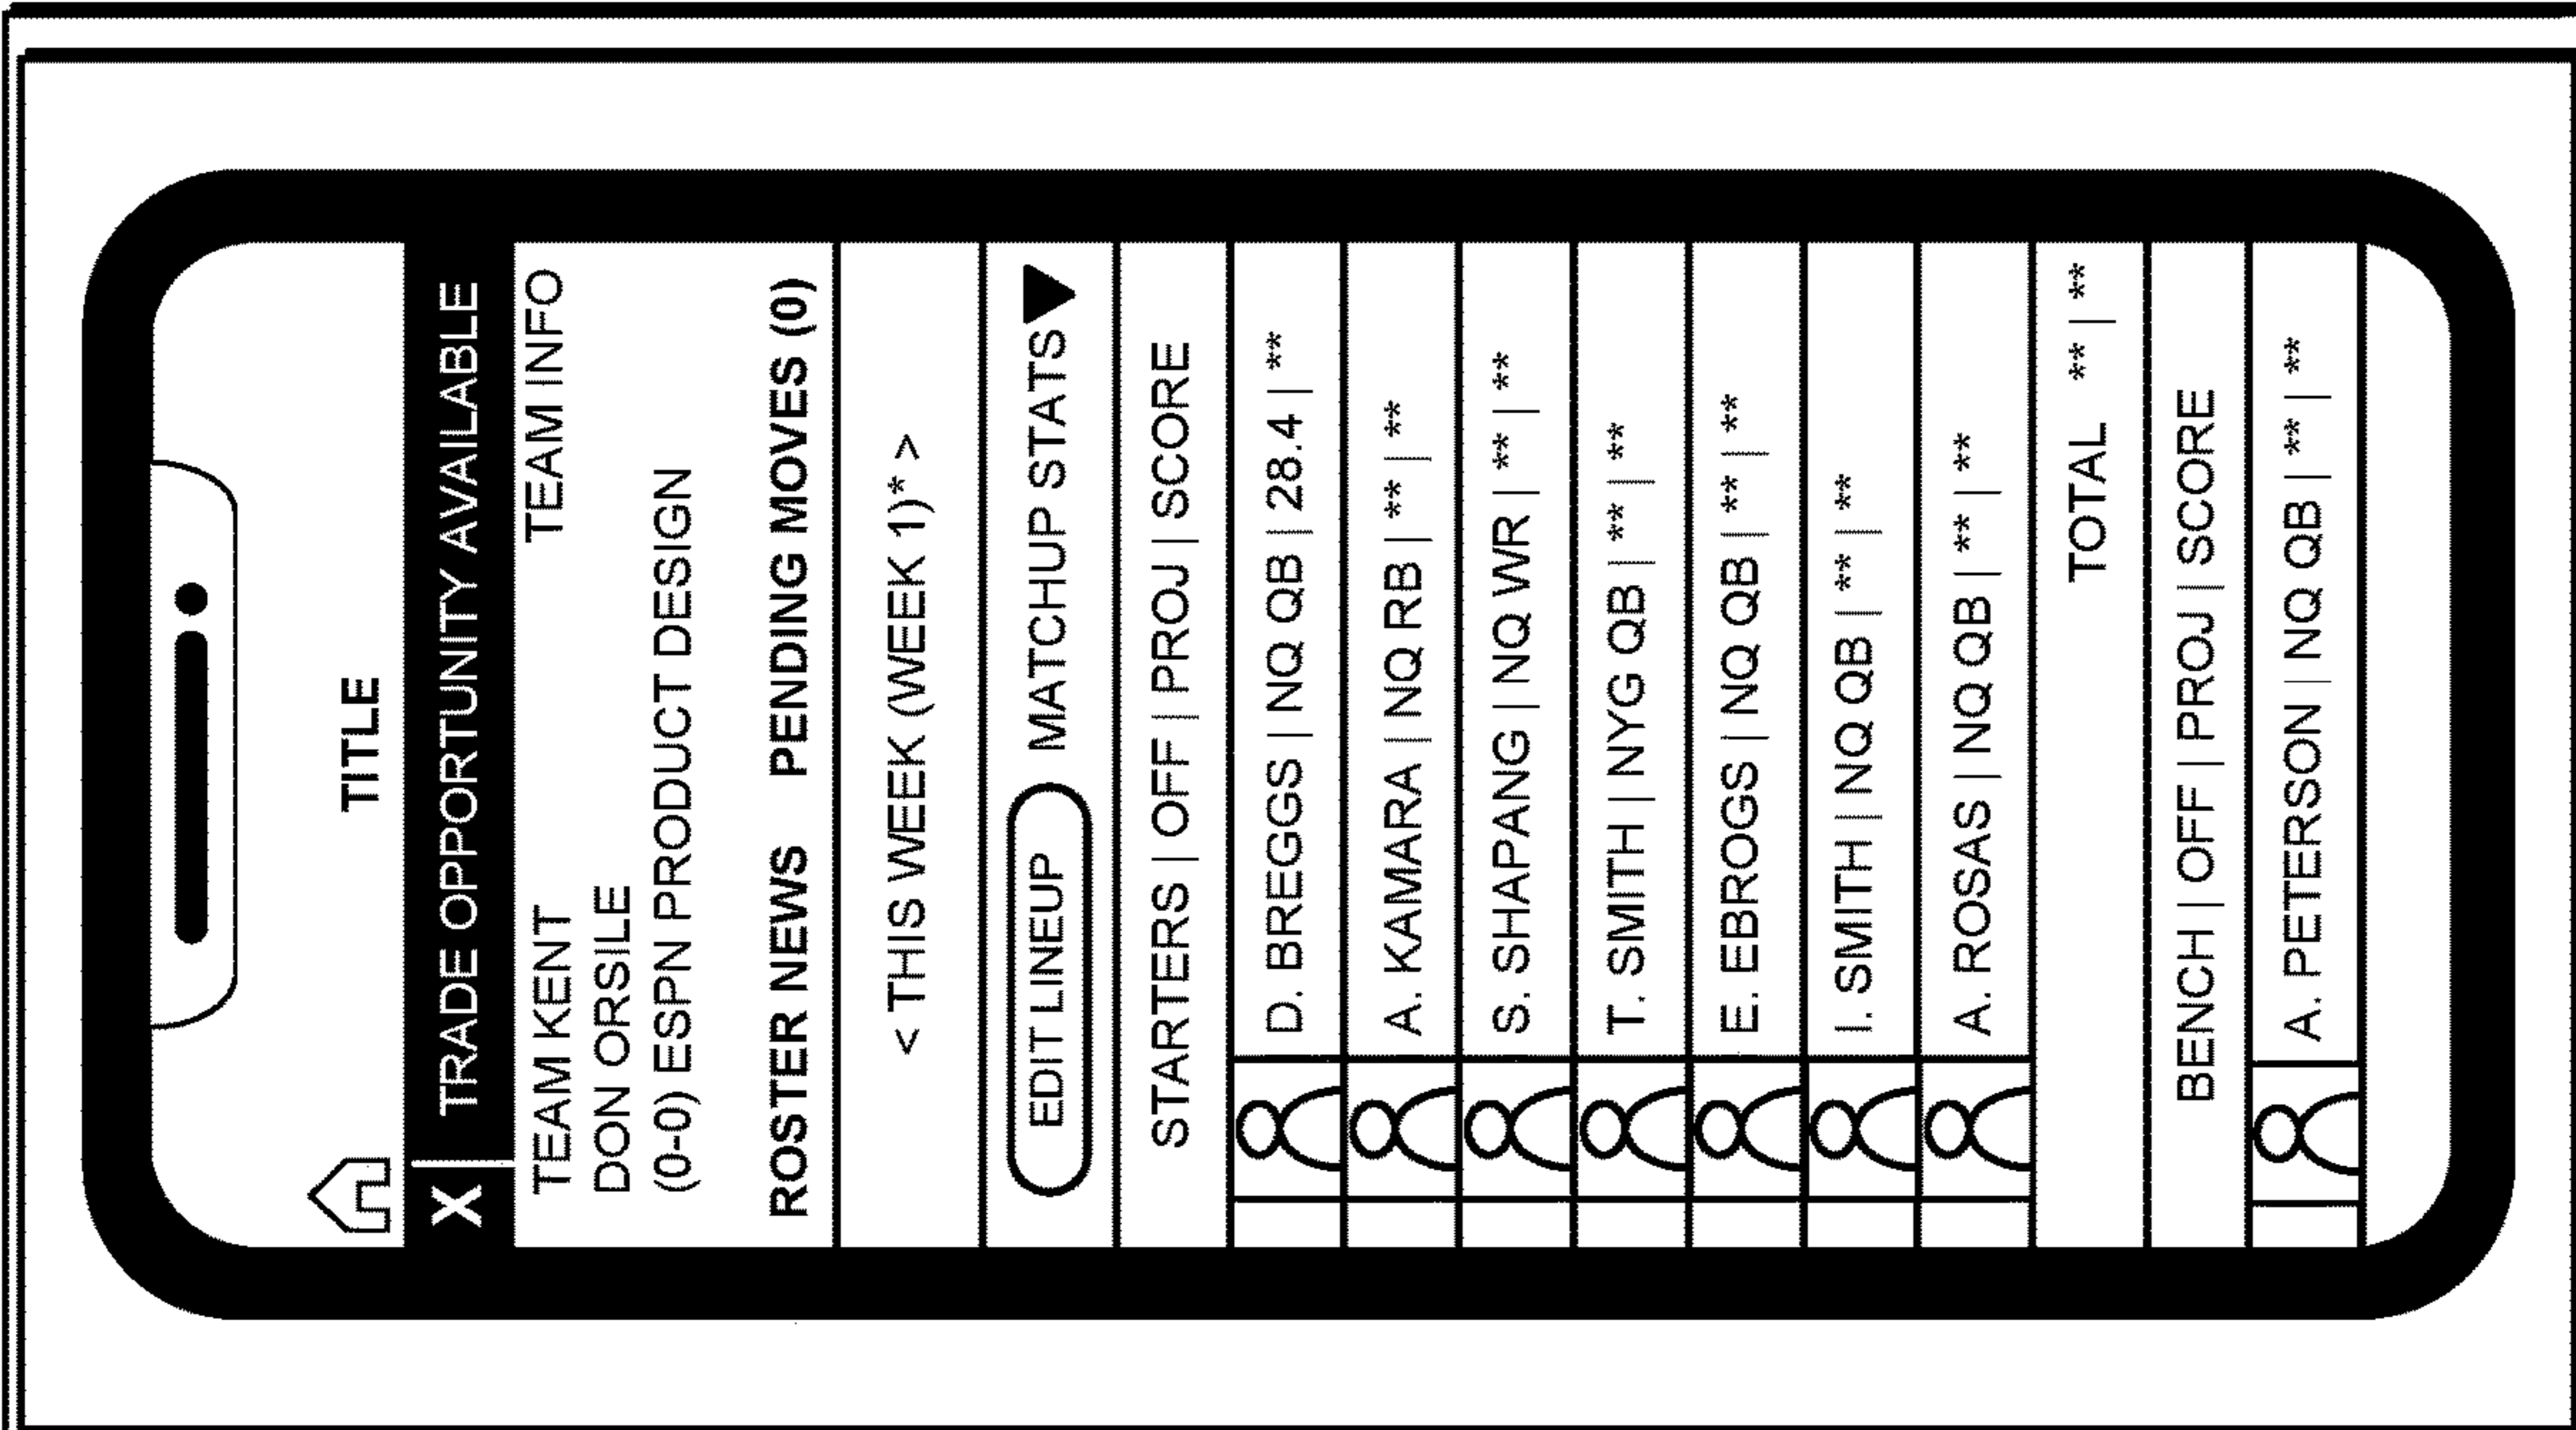 TITLE
X | TRADE OPPORTUNITY AVAILABLE
TEAM KENT TEAM INFO
DON ORSILE
(0-0) ESPN PRODUCT DESIGN
ROSTER NEWS PENDING MOVES (0)
< THIS WEEK (WEEK 1)* >
EDIT LINEUP MATCHUP STATS▼
STARTERS | OFF | PROJ | SCORE
D. BREGGS | NQ QB | 28.4 | **
A. KAMARA | NQ RB | ** | **
S. SHAPANG | NQ WR | ** | **
T. SMITH | NYG QB | ** | **
E. EBROGS | NQ QB | ** | **
I. SMITH | NQ QB | ** | **
A. ROSAS | NQ QB | ** | **
TOTAL ** | **
BENCH | OFF | PROJ | SCORE
A. PETERSON | NQ QB | ** | **